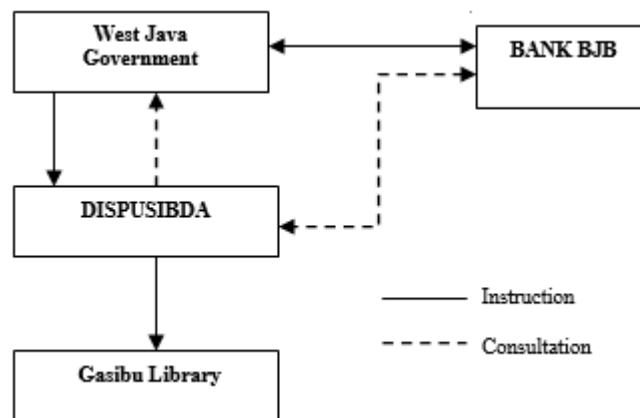 West Java
Government
BANK BJB
DISPUSIBDA
Instruction
Consultation
Gasibu Library